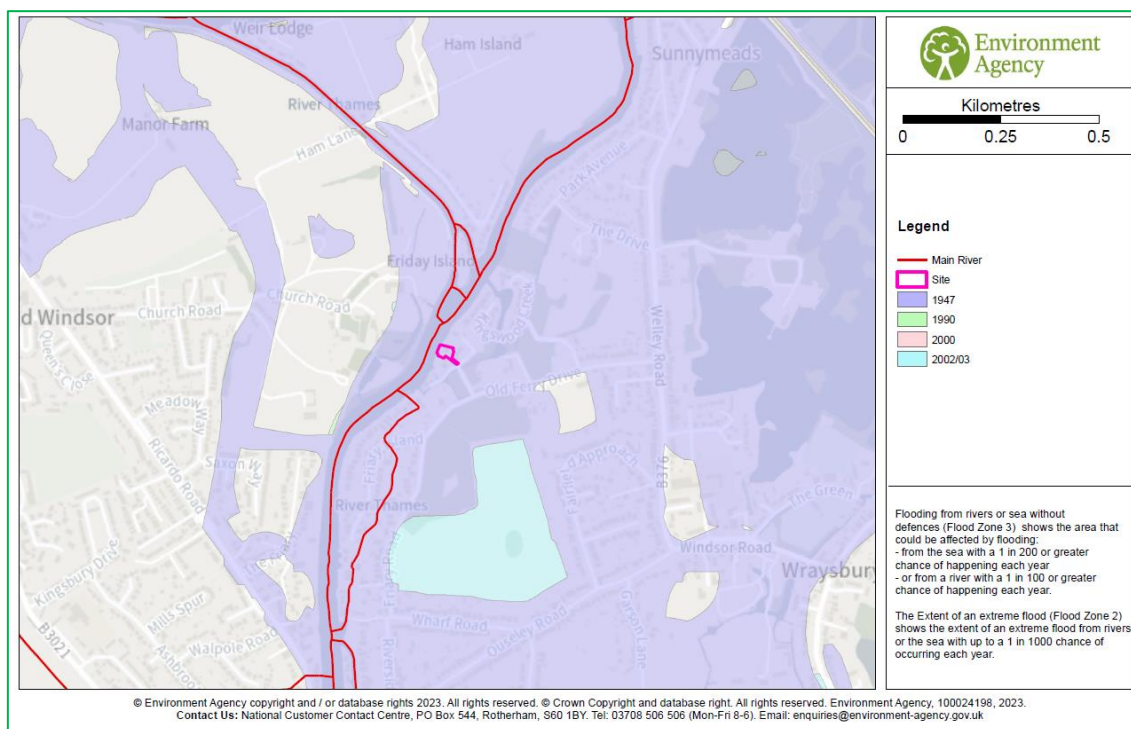 Weir Lodge
Ham Island
Sunnymeads
River Thames
Manor Farm
Ham Lane
Park Avenue
The Drive
Friday Island
Church Road
Church Road
d Windsor
Queen's Close
Kingswood Creek
Welley Road
Old Ferry Drive
Meadow Way
Ricardo Road
Saxon Way
Friary Island
B376
The Green
River Thames
The Friary
Windsor Road
Wraysbury
Kingsbury Drive
Friary Road
Mills Spur
Wharf Road
Ouseley Road
Garson Lane
B3021
Walpole Road
Environment
Agency
Kilometres
0 0.25 0.5
Legend
Main River
Site
1947
1990
2000
2002/03
Flooding from rivers or sea without
defences (Flood Zone 3) shows the area that
could be affected by flooding:
- from the sea with a 1 in 200 or greater
chance of happening each year
- or from a river with a 1 in 100 or greater
chance of happening each year.
The Extent of an extreme flood (Flood Zone 2)
shows the extent of an extreme flood from rivers
or the sea with up to a 1 in 1000 chance of
occurring each year.
© Environment Agency copyright and / or database rights 2023. All rights reserved. © Crown Copyright and database right. All rights reserved. Environment Agency, 100024198, 2023.
Contact Us: National Customer Contact Centre, PO Box 544, Rotherham, S60 1BY. Tel: 03708 506 506 (Mon-Fri 8-6). Email: enquiries@environment-agency.gov.uk